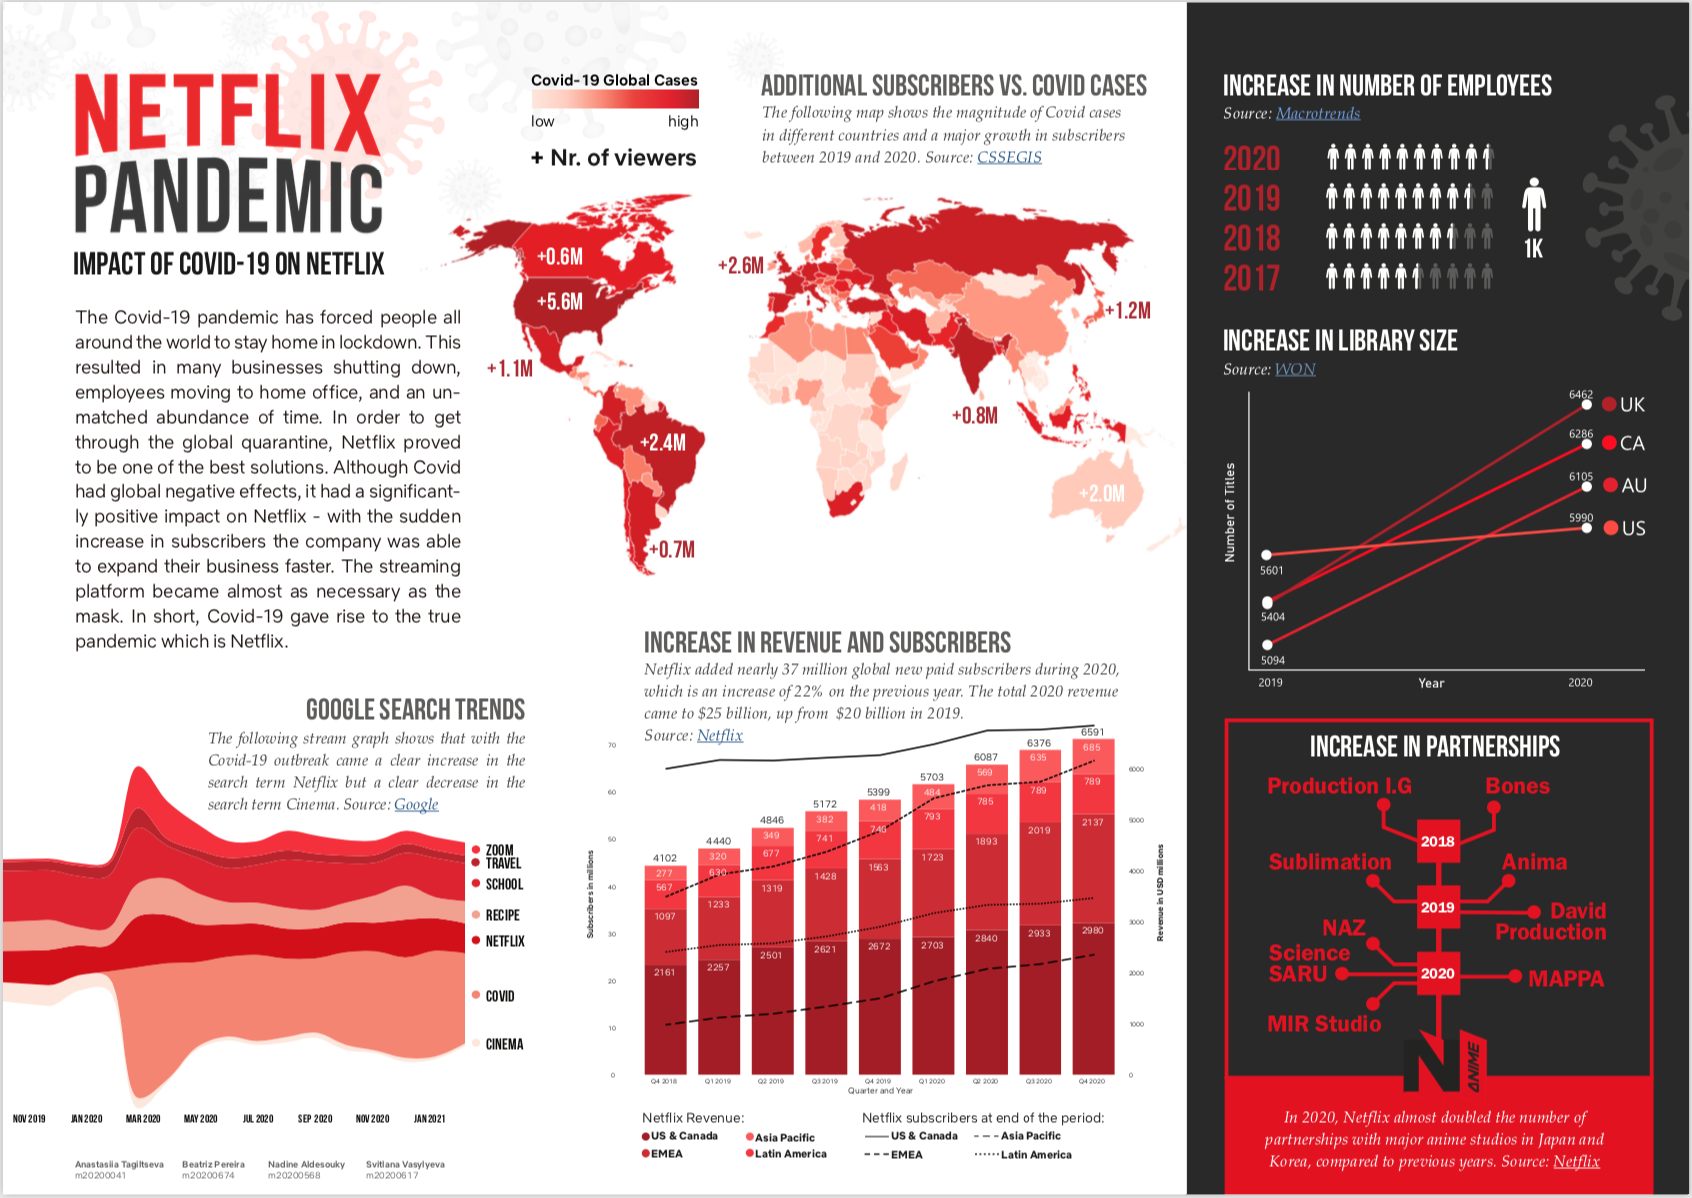 NETFLIX
PANDEMIC
IMPACT OF COVID-19 ON NETFLIX
The Covid-19 pandemic has forced people all
around the world to stay home in lockdown. This
resulted in many businesses shutting down,
employees moving to home office, and an un-
matched abundance of time. In order to get
through the global quarantine, Netflix proved
to be one of the best solutions. Although Covid
had global negative effects, it had a significant-
ly positive impact on Netflix - with the sudden
increase in subscribers the company was able
to expand their business faster. The streaming
platform became almost as necessary as the
mask. In short, Covid-19 gave rise to the true
pandemic which is Netflix.
Covid-19 Global Cases
low high
+ Nr. of viewers
ADDITIONAL SUBSCRIBERS VS. COVID CASES
The following map shows the magnitude of Covid cases
in different countries and a major growth in subscribers
between 2019 and 2020. Source: CSSEGIS
+0.6M
+5.6M
+1.1M
+2.4M
+0.7M
+2.6M
+1.2M
+0.8M
+2.0M
GOOGLE SEARCH TRENDS
The following stream graph shows that with the
Covid-19 outbreak came a clear increase in the
search term Netflix but a clear decrease in the
search term Cinema. Source: Google
ZOOM
TRAVEL
SCHOOL
RECIPE
NETFLIX
COVID
CINEMA
NOV 2019 JAN 2020 MAR 2020 MAY 2020 JUL 2020 SEP 2020 NOV 2020 JAN 2021
Anastasiia Tagiltseva Beatriz Pereira Nadine Aldesouky Svitlana Vasylyeva
m20200041 m20200674 m20200568 m20200617
INCREASE IN REVENUE AND SUBSCRIBERS
Netflix added nearly 37 million global new paid subscribers during 2020,
which is an increase of 22% on the previous year. The total 2020 revenue
came to $25 billion, up from $20 billion in 2019.
Source: Netflix
Subscribers in millions
70
60
50
40
30
20
10
0
4102 4440 4846 5172 5399 5703 6087 6376 6591
277 320 349 382 418 484 569 635 685
567 630 677 741 746 793 785 789 789
1097 1233 1319 1428 1563 1723 1893 2019 2137
2161 2257 2501 2621 2672 2703 2840 2933 2980
6000
5000
4000
3000
2000
1000
0
Revenue in USD millions
Q4 2018 Q1 2019 Q2 2019 Q3 2019 Q4 2019 Q1 2020 Q2 2020 Q3 2020 Q4 2020
Quarter and Year
Netflix Revenue:
US & Canada Asia Pacific
EMEA Latin America
Netflix subscribers at end of the period:
US & Canada Asia Pacific
EMEA Latin America
INCREASE IN NUMBER OF EMPLOYEES
Source: Macrotrends
2020
2019
2018
2017
1K
INCREASE IN LIBRARY SIZE
Source: WON
Number of Titles
6462 UK
6286 CA
6105 AU
5990 US
5601
5404
5094
2019 Year 2020
INCREASE IN PARTNERSHIPS
Production I.G Bones
2018
Sublimation Anima
2019
David
Production
NAZ
Science
SARU
2020
MAPPA
MIR Studio
N
ANIME
In 2020, Netflix almost doubled the number of
partnerships with major anime studios in Japan and
Korea, compared to previous years. Source: Netflix